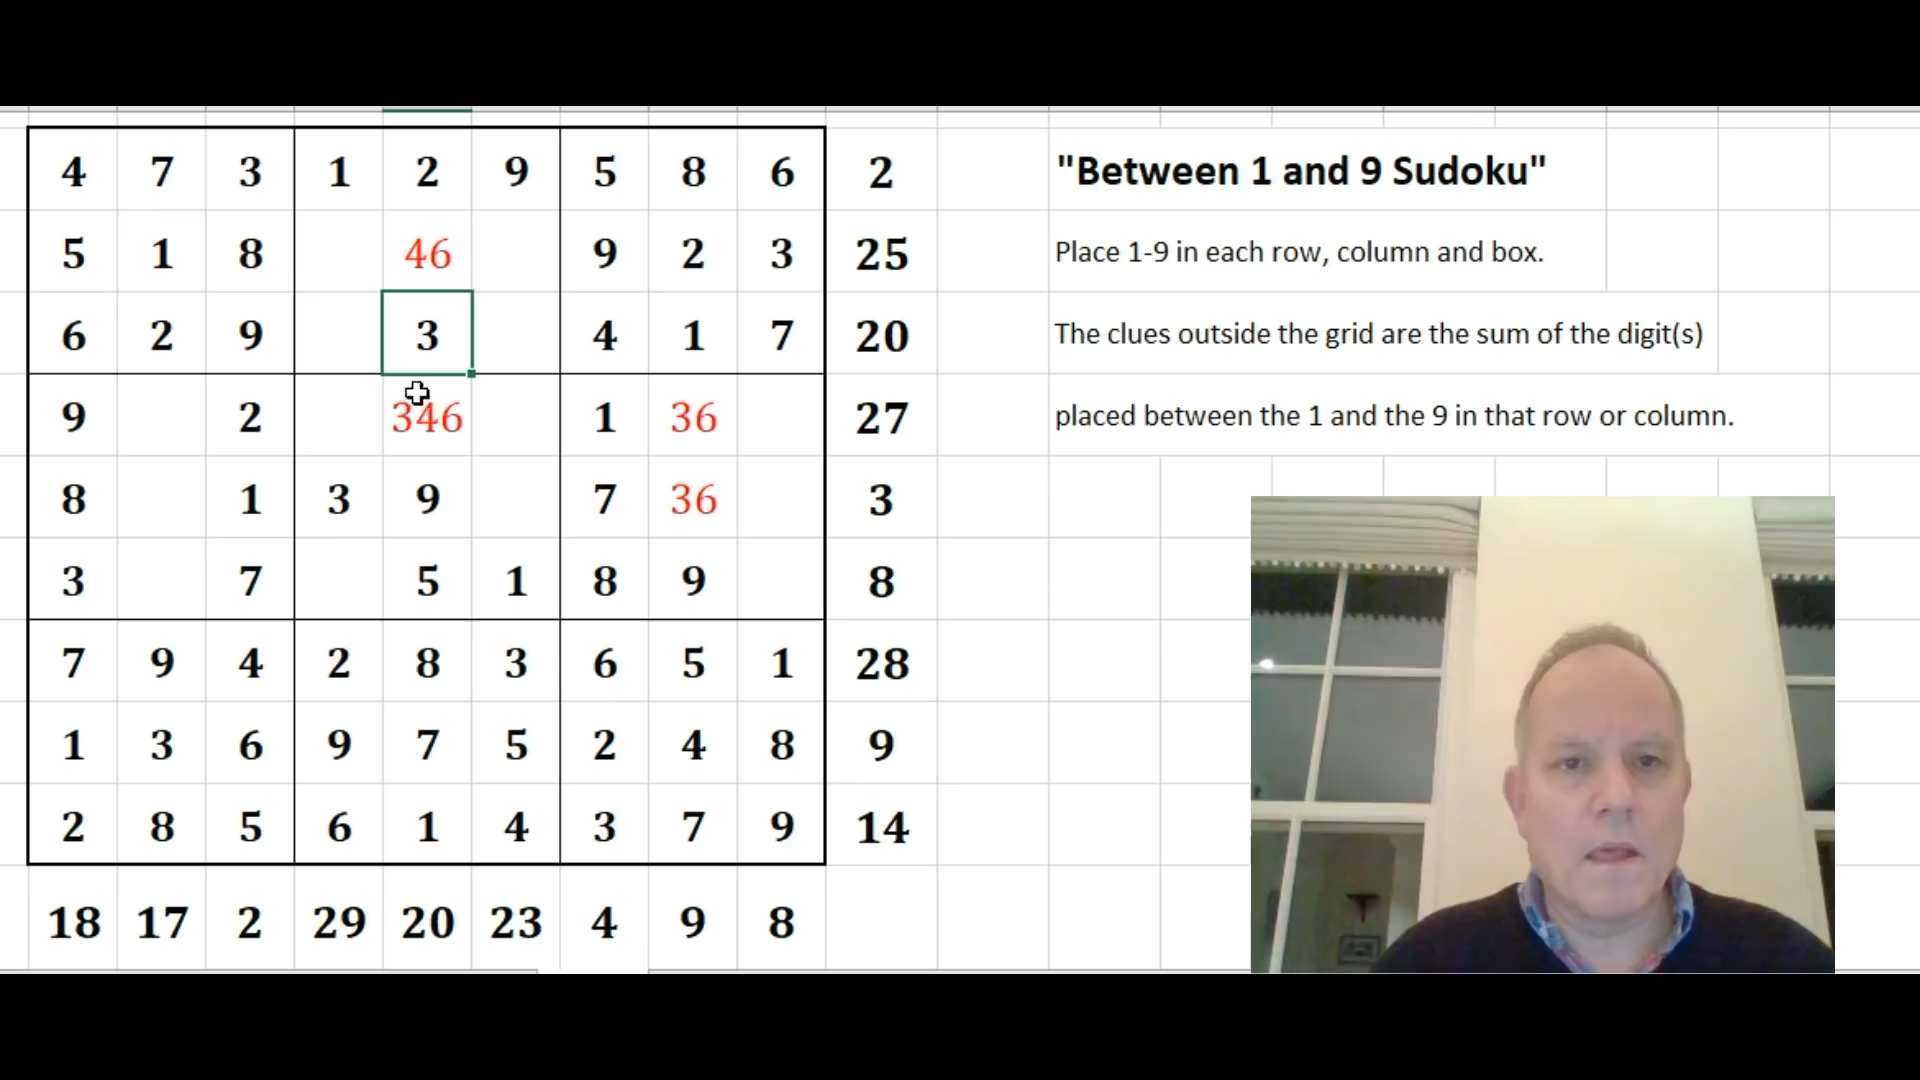 4 7 3 1 2 9 5 8 6 2 "Between 1 and 9 Sudoku"
5 1 8 46 9 2 3 25 Place 1-9 in each row, column and box.
6 2 9 3 4 1 7 20 The clues outside the grid are the sum of the digit(s)
9 2 346 1 36 27 placed between the 1 and the 9 in that row or column.
8 1 3 9 7 36 3
3 7 5 1 8 9 8
7 9 4 2 8 3 6 5 1 28
1 3 6 9 7 5 2 4 8 9
2 8 5 6 1 4 3 7 9 14
18 17 2 29 20 23 4 9 8